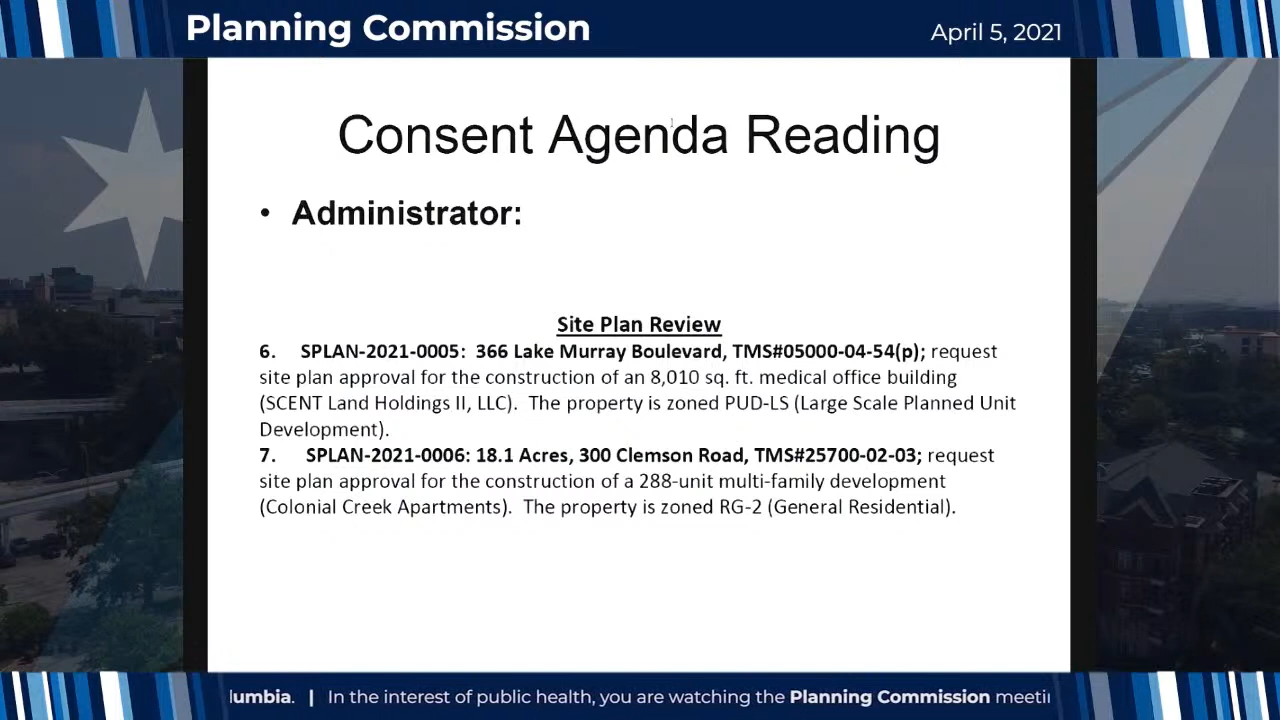 Planning Commission
April 5, 2021
Consent Agenda Reading
• Administrator:
Site Plan Review
6. SPLAN-2021-0005: 366 Lake Murray Boulevard, TMS#05000-04-54(p); request
site plan approval for the construction of an 8,010 sq. ft. medical office building
(SCENT Land Holdings II, LLC). The property is zoned PUD-LS (Large Scale Planned Unit
Development).
7. SPLAN-2021-0006: 18.1 Acres, 300 Clemson Road, TMS#25700-02-03; request
site plan approval for the construction of a 288-unit multi-family development
(Colonial Creek Apartments). The property is zoned RG-2 (General Residential).
lumbia. | In the interest of public health, you are watching the Planning Commission meeti